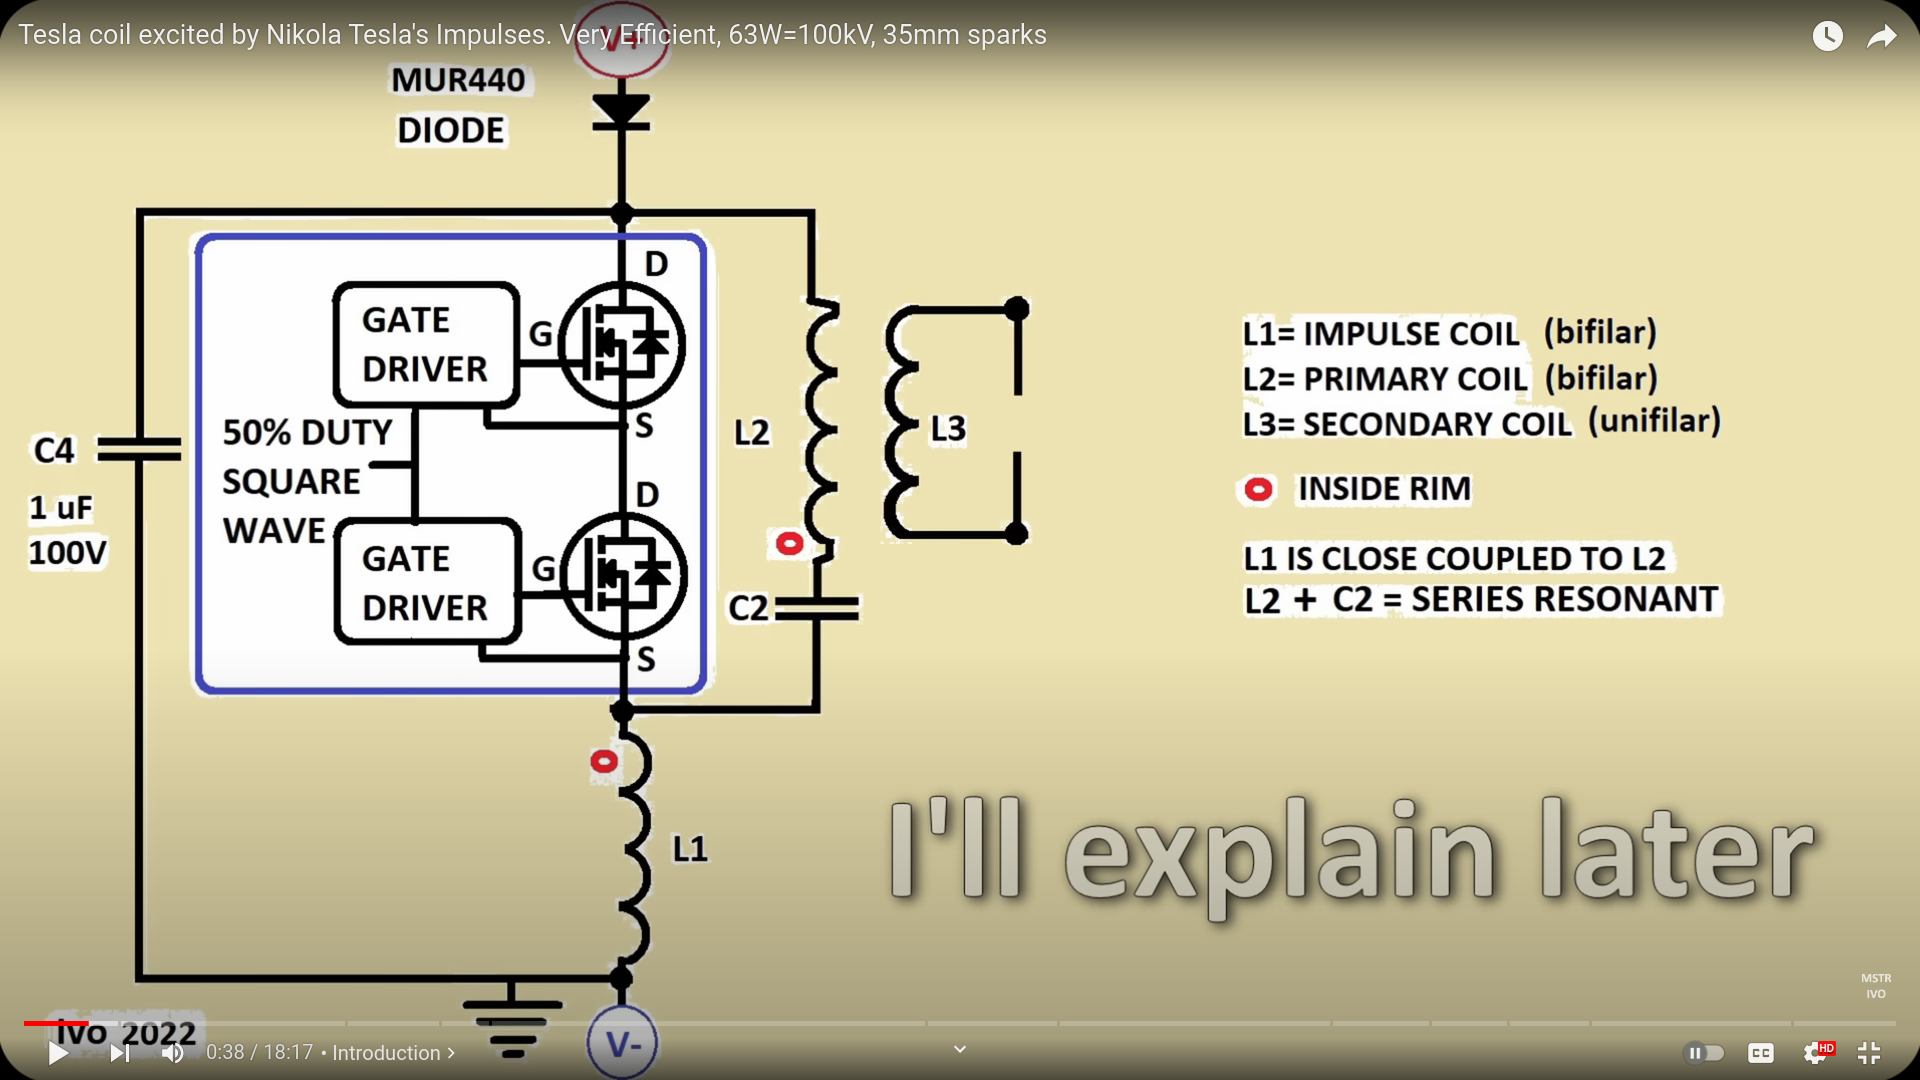 Tesla coil excited by Nikola Tesla's Impulses. Very Efficient, 63W=100kV, 35mm sparks
V+
MUR440
DIODE
D
GATE
DRIVER
G
S
50% DUTY
SQUARE
WAVE
C4
1 uF
100V
D
GATE
DRIVER
G
S
L2
L3
C2
L1
L1= IMPULSE COIL (bifilar)
L2= PRIMARY COIL (bifilar)
L3= SECONDARY COIL (unifilar)
INSIDE RIM
L1 IS CLOSE COUPLED TO L2
L2 + C2 = SERIES RESONANT
I'll explain later
MSTR
IVO
Ivo 2022
V-
0:38 / 18:17 • Introduction >
CC
HD